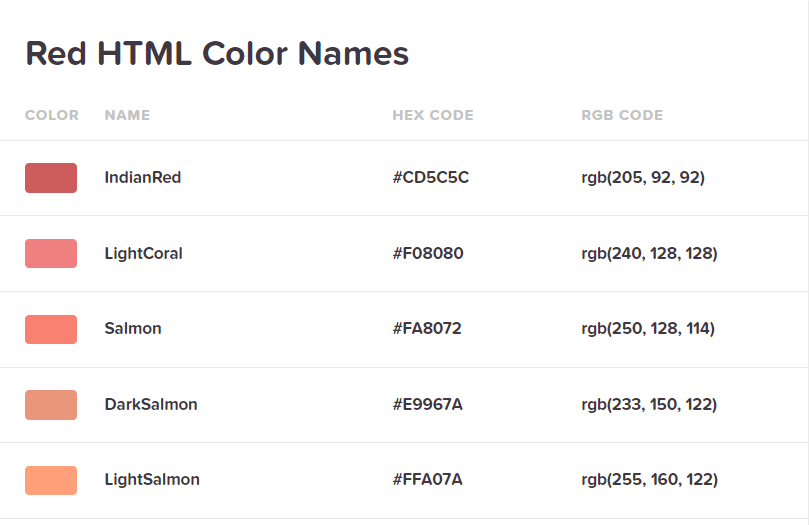 Red HTML Color Names
COLOR NAME HEX CODE RGB CODE
IndianRed #CD5C5C rgb(205, 92, 92)
LightCoral #F08080 rgb(240, 128, 128)
Salmon #FA8072 rgb(250, 128, 114)
DarkSalmon #E9967A rgb(233, 150, 122)
LightSalmon #FFA07A rgb(255, 160, 122)